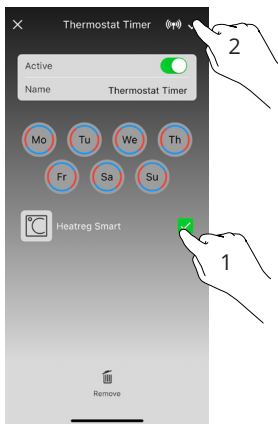 Thermostat Timer
2
Active
Name Thermostat Timer
Mo Tu We Th
Fr Sa Su
°C Heatreg Smart
1
Remove